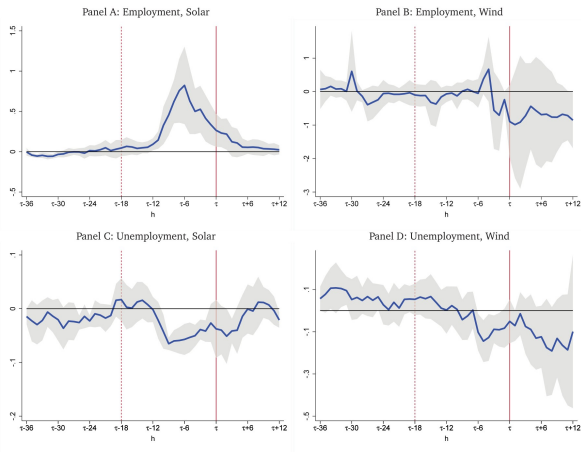 Panel A: Employment, Solar
1.5
1
.5
0
-.5
τ-36 τ-30 τ-24 τ-18 τ-12 τ-6 τ τ+6 τ+12
h
Panel B: Employment, Wind
1
0
-1
-2
-3
τ-36 τ-30 τ-24 τ-18 τ-12 τ-6 τ τ+6 τ+12
h
Panel C: Unemployment, Solar
.1
0
-.1
-.2
τ-36 τ-30 τ-24 τ-18 τ-12 τ-6 τ τ+6 τ+12
h
Panel D: Unemployment, Wind
.1
-.1
-.3
-.5
τ-36 τ-30 τ-24 τ-18 τ-12 τ-6 τ τ+6 τ+12
h